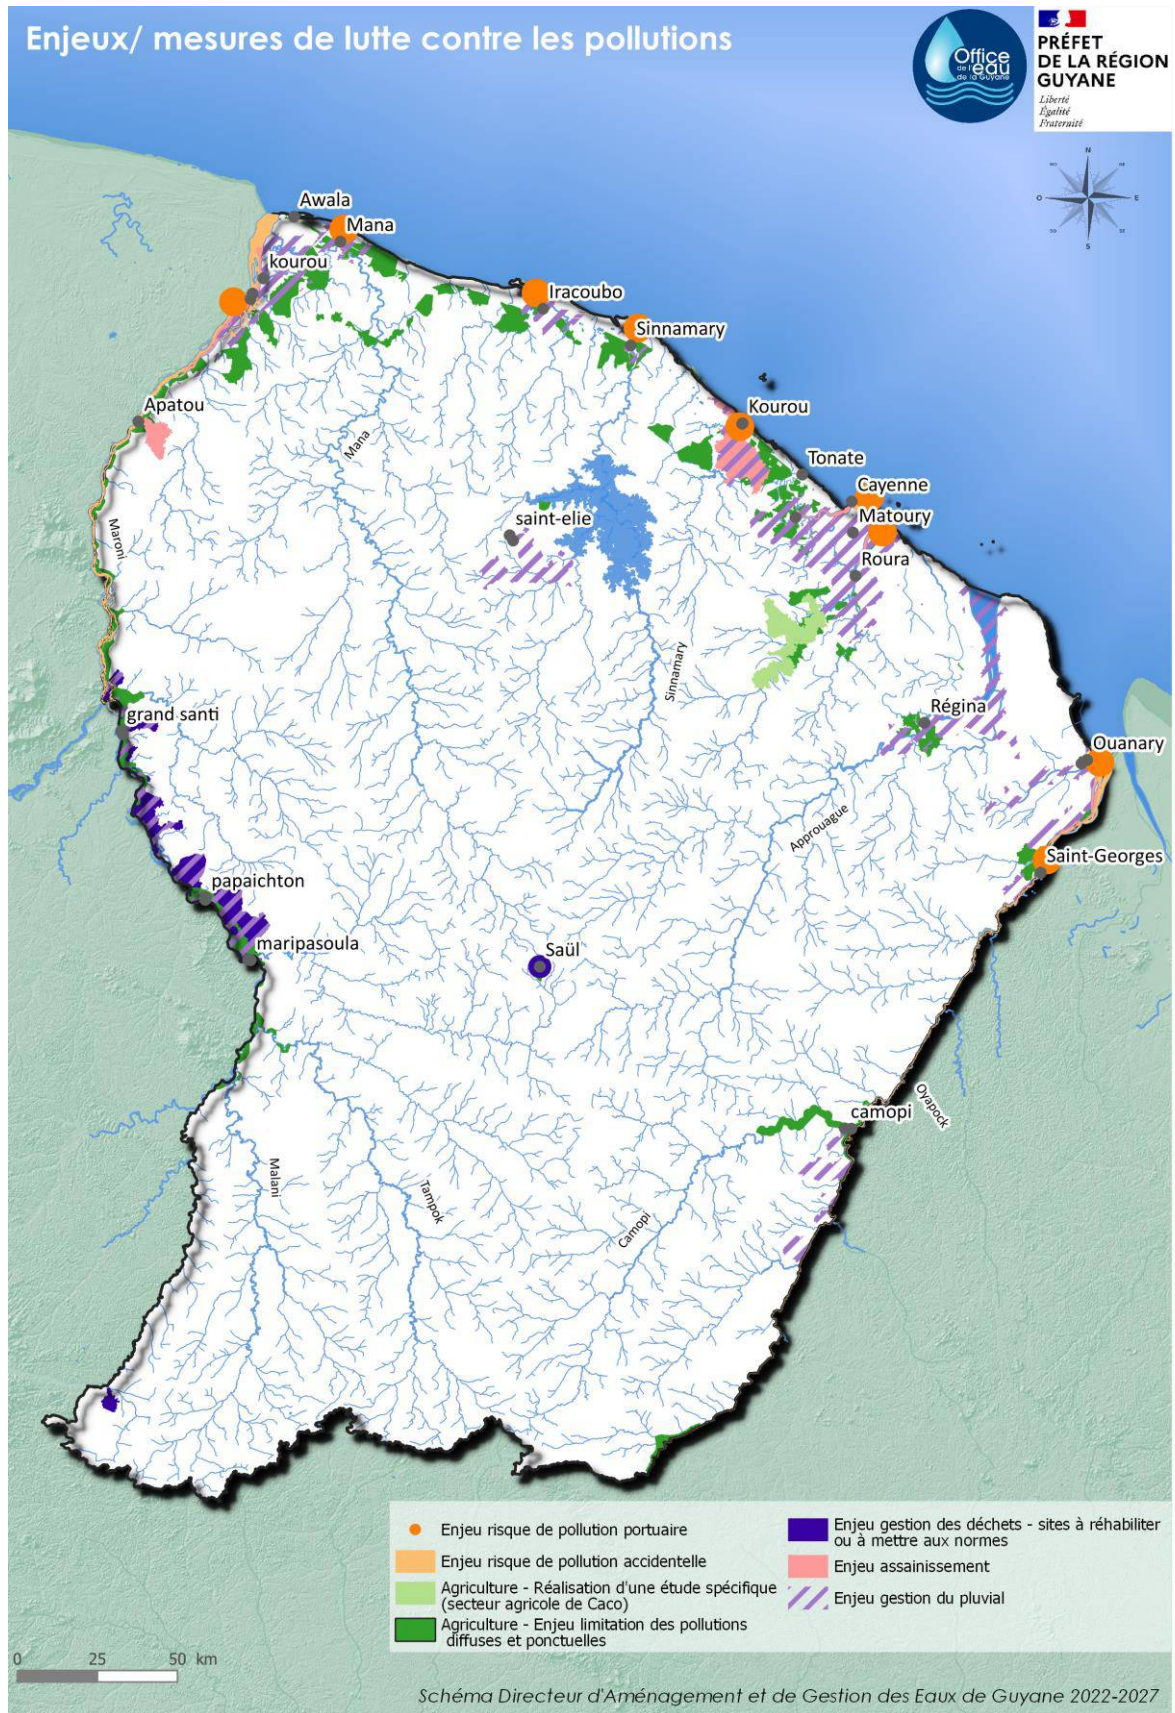 Enjeux/ mesures de lutte contre les pollutions
Office
de l'eau
de la Guyane
PRÉFET
DE LA RÉGION
GUYANE
Liberté
Égalité
Fraternité
N
NO
NE
O
E
SO
SE
S
Awala
Mana
kourou
Iracoubo
Sinnamary
Apatou
Mana
Kourou
Tonate
Cayenne
Matoury
Roura
saint-elie
Maroni
Sinnamary
grand santi
Régina
Ouanary
Approuague
Saint-Georges
papaichton
maripasoula
Saül
Oyapock
camopi
Malani
Tampok
Camopi
Enjeu risque de pollution portuaire
Enjeu risque de pollution accidentelle
Agriculture - Réalisation d'une étude spécifique
(secteur agricole de Caco)
Agriculture - Enjeu limitation des pollutions
diffuses et ponctuelles
Enjeu gestion des déchets - sites à réhabiliter
ou à mettre aux normes
Enjeu assainissement
Enjeu gestion du pluvial
0 25 50 km
Schéma Directeur d'Aménagement et de Gestion des Eaux de Guyane 2022-2027